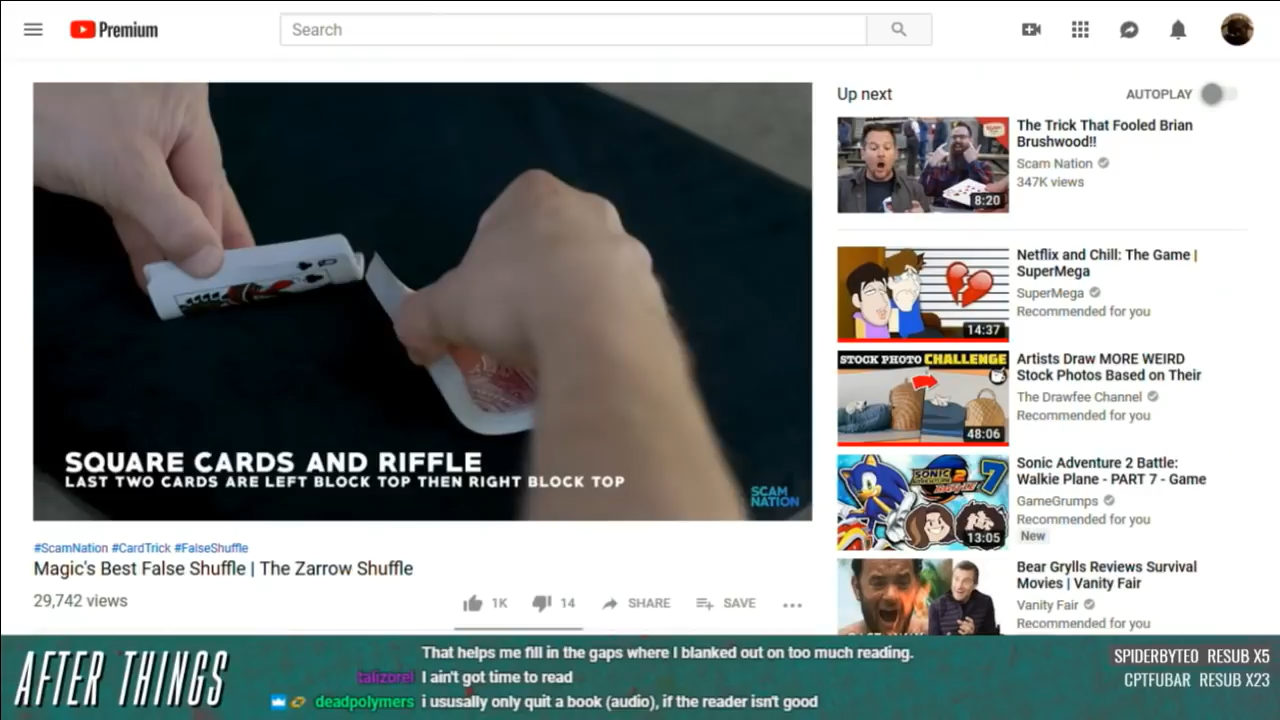 Premium
Search
SQUARE CARDS AND RIFFLE
LAST TWO CARDS ARE LEFT BLOCK TOP THEN RIGHT BLOCK TOP
SCAM
NATION
#ScamNation #CardTrick #FalseShuffle
Magic's Best False Shuffle | The Zarrow Shuffle
29,742 views
1K
14
SHARE
SAVE
Up next
AUTOPLAY
8:20
The Trick That Fooled Brian
Brushwood!!
Scam Nation
347K views
14:37
Netflix and Chill: The Game |
SuperMega
SuperMega
Recommended for you
STOCK PHOTO CHALLENGE
48:06
Artists Draw MORE WEIRD
Stock Photos Based on Their
The Drawfee Channel
Recommended for you
SONIC
ADVENTURE
2
7
13:05
Sonic Adventure 2 Battle:
Walkie Plane - PART 7 - Game
GameGrumps
Recommended for you
New
Bear Grylls Reviews Survival
Movies | Vanity Fair
Vanity Fair
Recommended for you
AFTER THINGS
That helps me fill in the gaps where I blanked out on too much reading.
talizorel I ain't got time to read
deadpolymers i ususally only quit a book (audio), if the reader isn't good
SPIDERBYTE0 RESUB X5
CPTFUBAR RESUB X23